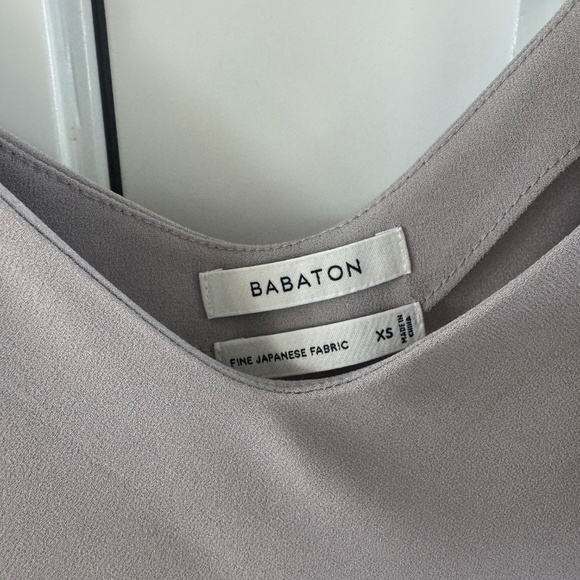 BABATON
FINE JAPANESE FABRIC XS
MADE IN
CHINA